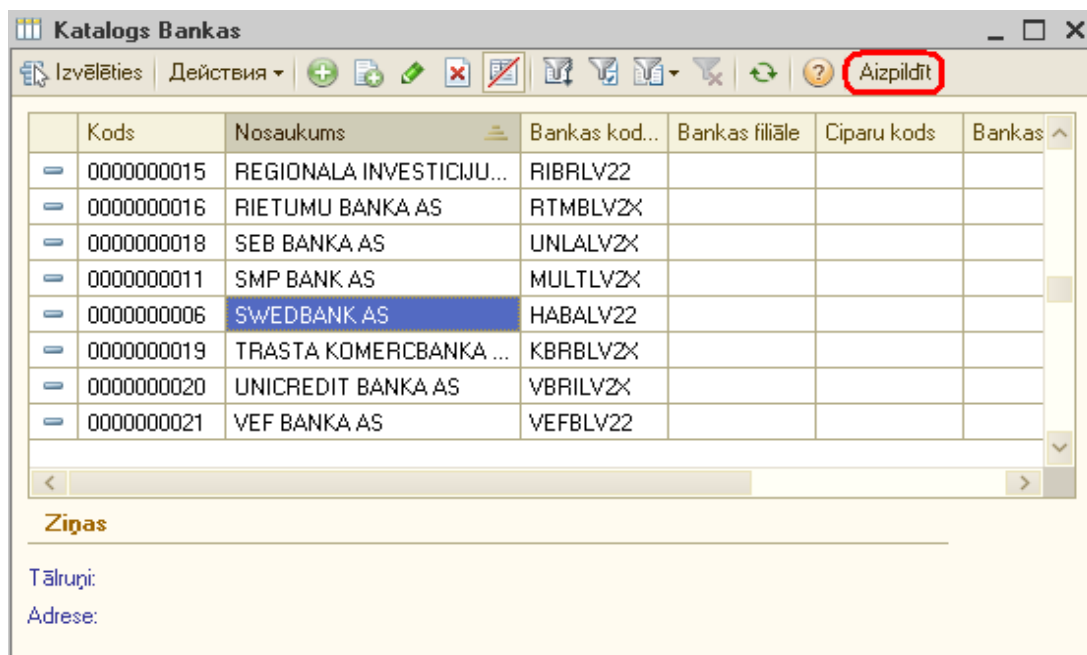 Katalogs Bankas
Izvēlēties Действия Aizpildīt
Kods Nosaukums Bankas kod... Bankas filiāle Ciparu kods Bankas
0000000015 REGIONALA INVESTICIJU... RIBRLV22
0000000016 RIETUMU BANKA AS RTMBLV2X
0000000018 SEB BANKA AS UNLALV2X
0000000011 SMP BANK AS MULTLV2X
0000000006 SWEDBANK AS HABALV22
0000000019 TRASTA KOMERCBANKA ... KBRBLV2X
0000000020 UNICREDIT BANKA AS VBRILV2X
0000000021 VEF BANKA AS VEFBLV22
Ziņas
Tālruņi:
Adrese: